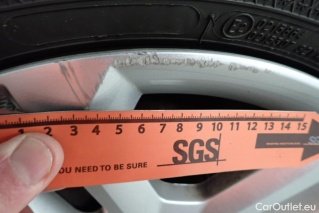 1 2 3 4 5 6 7 8 9 10 11 12 13 14 15
YOU NEED TO BE SURE SGS
CarOutlet.eu